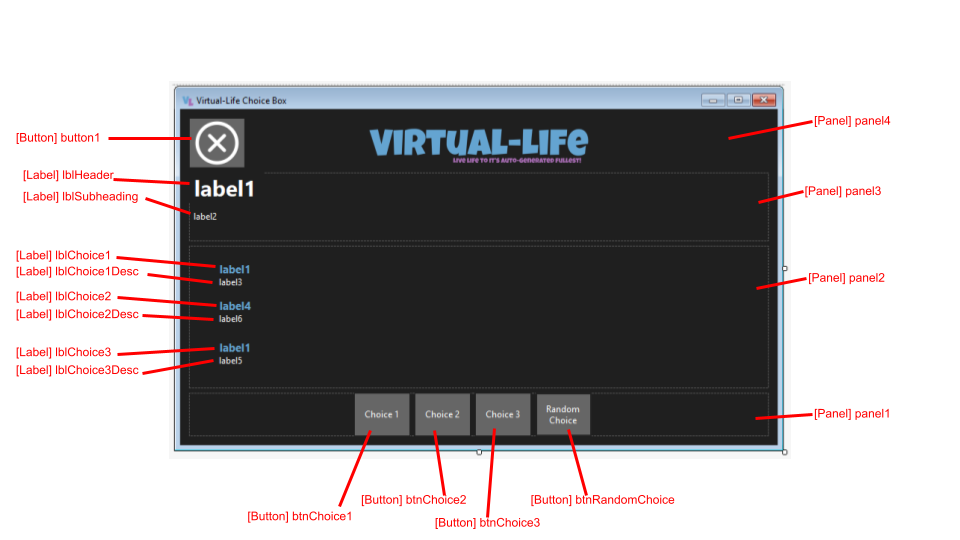 Virtual-Life Choice Box
[Panel] panel4
[Button] button1
VIRTUAL-LIFE
LIVE LIFE TO IT'S AUTO-GENERATED FULLEST!
[Label] lblHeader
label1
[Panel] panel3
[Label] lblSubheading
label2
[Label] lblChoice1
label1
[Label] lblChoice1Desc
label3
[Panel] panel2
[Label] lblChoice2
label4
[Label] lblChoice2Desc
label6
[Label] lblChoice3
label1
[Label] lblChoice3Desc
label5
Choice 1
Choice 2
Choice 3
Random
Choice
[Panel] panel1
[Button] btnChoice2
[Button] btnRandomChoice
[Button] btnChoice1
[Button] btnChoice3